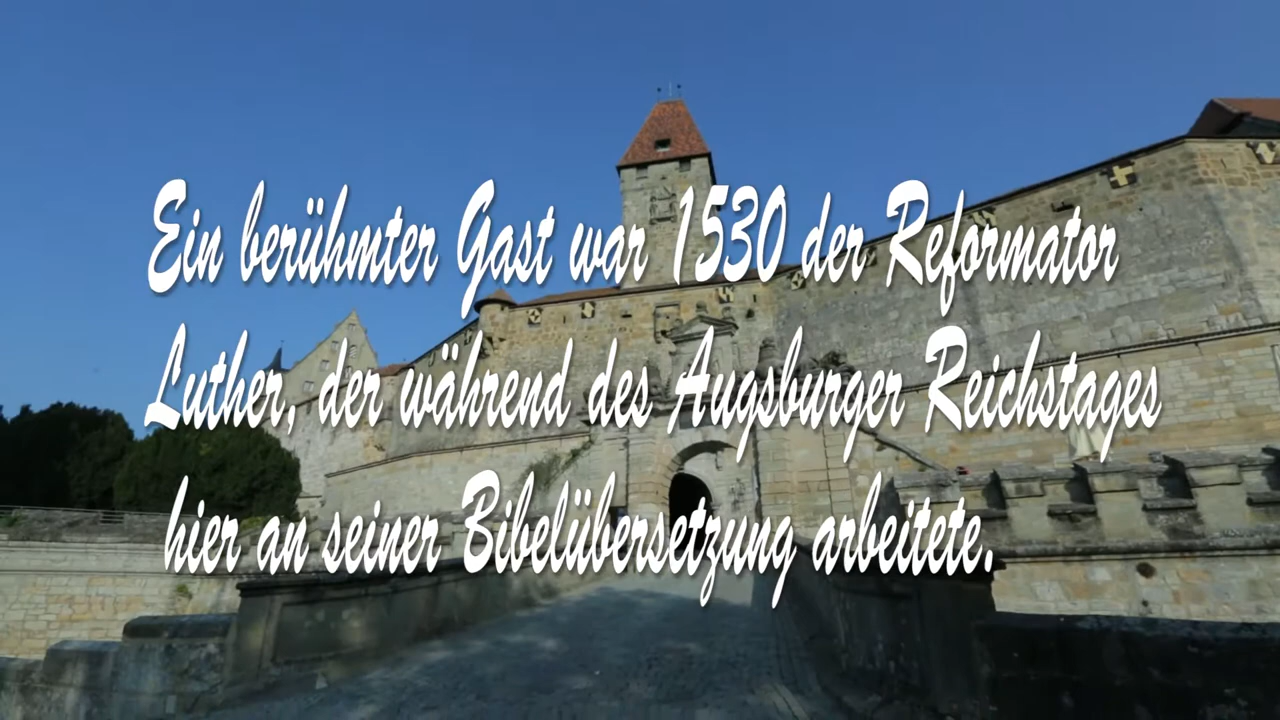 Ein berühmter Gast war 1530 der Reformator
Luther, der während des Augsburger Reichstages
hier an seiner Bibelübersetzung arbeitete.